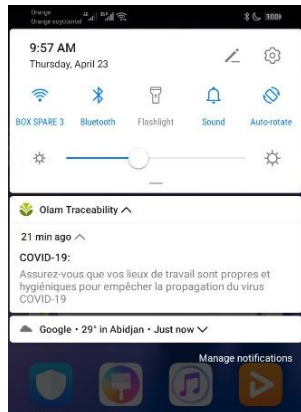 Orange
Orange
9:57 AM
Thursday, April 23
BOX SPARE 3
Bluetooth
Flashlight
Sound
Auto-rotate
Olam Traceability
21 min ago
COVID-19:
Assurez-vous que vos lieux de travail sont propres et
hygiéniques pour empêcher la propagation du virus
COVID-19
Google • 29° in Abidjan • Just now
Manage notifications